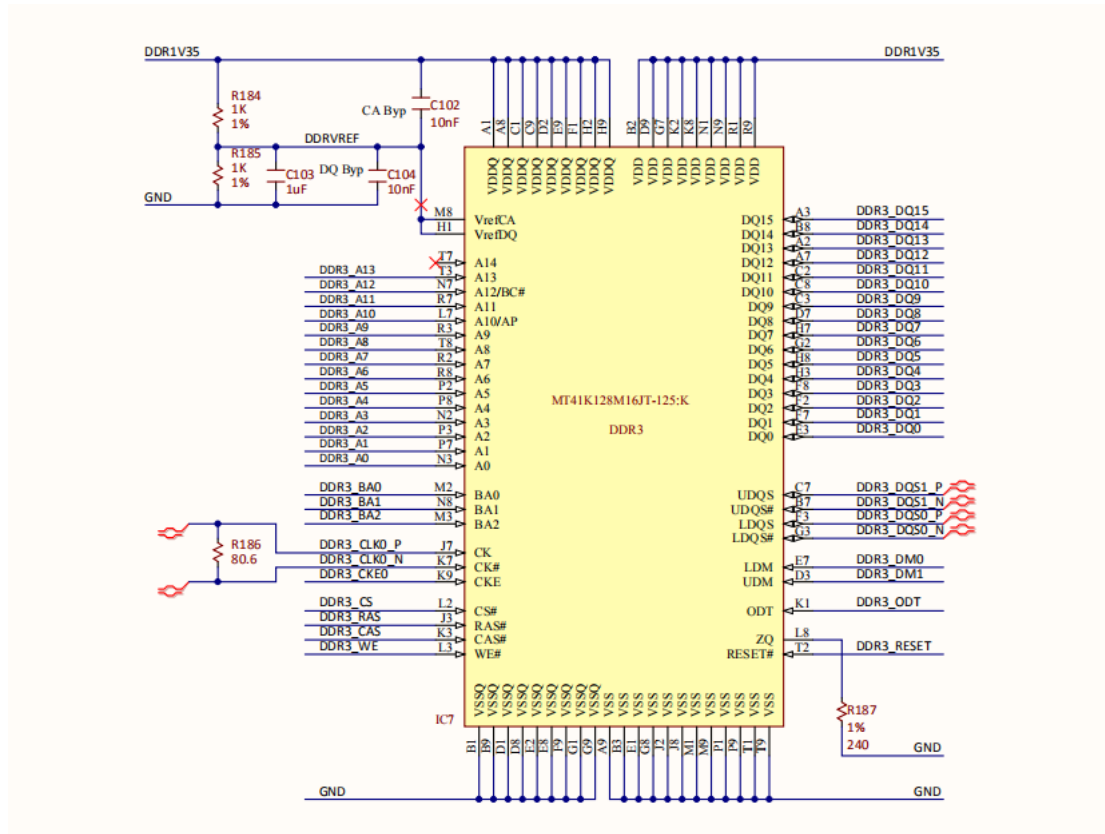 DDR1V35
DDR1V35
R184
1K
1%
CA Byp
C102
10nF
DDRVREF
R185
1K
1%
C103
1uF
DQ Byp
C104
10nF
GND
A1 A8 C1 C9 D2 E9 F1 H2 H9
B2 D9 G7 K2 K8 N1 N9 R1 R9
VDDQ VDDQ VDDQ VDDQ VDDQ VDDQ VDDQ VDDQ VDDQ
VDD VDD VDD VDD VDD VDD VDD VDD VDD
M8 VrefCA
H1 VrefDQ
T7 A14
DDR3_A13 T3 A13
DDR3_A12 N7 A12/BC#
DDR3_A11 R7 A11
DDR3_A10 L7 A10/AP
DDR3_A9 R3 A9
DDR3_A8 T8 A8
DDR3_A7 R2 A7
DDR3_A6 R8 A6
DDR3_A5 P2 A5
DDR3_A4 P8 A4
DDR3_A3 N2 A3
DDR3_A2 P3 A2
DDR3_A1 P7 A1
DDR3_A0 N3 A0
DDR3_BA0 M2 BA0
DDR3_BA1 N8 BA1
DDR3_BA2 M3 BA2
R186
80.6
DDR3_CLK0_P J7 CK
DDR3_CLK0_N K7 CK#
DDR3_CKE0 K9 CKE
DDR3_CS L2 CS#
DDR3_RAS J3 RAS#
DDR3_CAS K3 CAS#
DDR3_WE L3 WE#
MT41K128M16JT-125:K
DDR3
DQ15 A3 DDR3_DQ15
DQ14 B8 DDR3_DQ14
DQ13 A2 DDR3_DQ13
DQ12 A7 DDR3_DQ12
DQ11 C2 DDR3_DQ11
DQ10 C8 DDR3_DQ10
DQ9 C3 DDR3_DQ9
DQ8 D7 DDR3_DQ8
DQ7 H7 DDR3_DQ7
DQ6 G2 DDR3_DQ6
DQ5 H8 DDR3_DQ5
DQ4 H3 DDR3_DQ4
DQ3 F8 DDR3_DQ3
DQ2 F2 DDR3_DQ2
DQ1 F7 DDR3_DQ1
DQ0 E3 DDR3_DQ0
UDQS C7 DDR3_DQS1_P
UDQS# B7 DDR3_DQS1_N
LDQS F3 DDR3_DQS0_P
LDQS# G3 DDR3_DQS0_N
LDM E7 DDR3_DM0
UDM D3 DDR3_DM1
ODT K1 DDR3_ODT
ZQ L8
RESET# T2 DDR3_RESET
R187
1%
240
GND
VSSQ VSSQ VSSQ VSSQ VSSQ VSSQ VSSQ VSSQ VSSQ
VSS VSS VSS VSS VSS VSS VSS VSS VSS VSS VSS VSS
IC7
B1 B9 D1 D8 E2 E8 F9 G1 G9
A9 B3 E1 G8 J2 J8 M1 M9 P1 P9 T1 T9
GND
GND